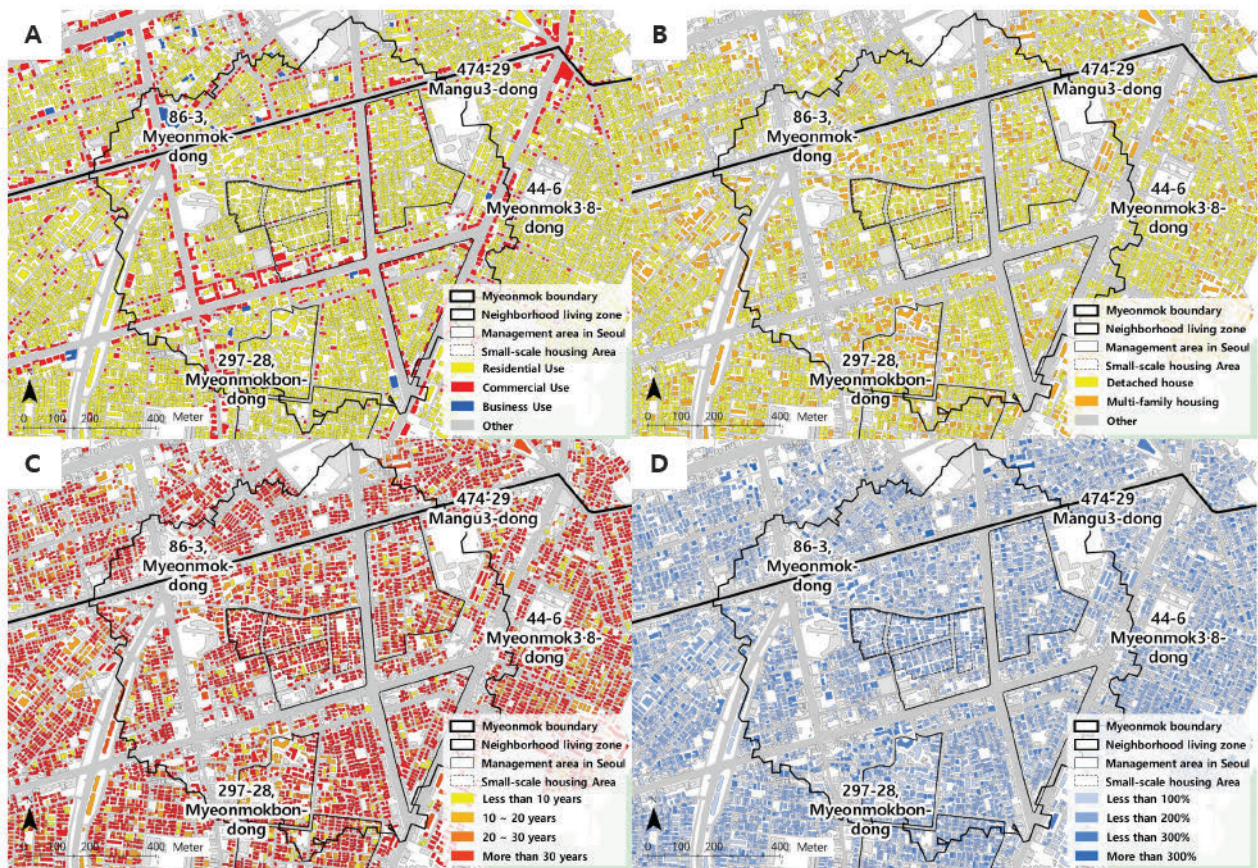 A
474-29
Mangu3-dong
86-3,
Myeonmok-
dong
44-6
Myeonmok3·8-
dong
297-28,
Myeonmokbon-
dong
Myeonmok boundary
Neighborhood living zone
Management area in Seoul
Small-scale housing Area
Residential Use
Commercial Use
Business Use
Other
0 100 200 400 Meter
B
474-29
Mangu3-dong
86-3,
Myeonmok-
dong
44-6
Myeonmok3·8-
dong
297-28,
Myeonmokbon-
dong
Myeonmok boundary
Neighborhood living zone
Management area in Seoul
Small-scale housing Area
Detached house
Multi-family housing
Other
0 100 200 400 Meter
C
474-29
Mangu3-dong
86-3,
Myeonmok-
dong
44-6
Myeonmok3·8-
dong
297-28,
Myeonmokbon-
dong
Myeonmok boundary
Neighborhood living zone
Management area in Seoul
Small-scale housing Area
Less than 10 years
10 ~ 20 years
20 ~ 30 years
More than 30 years
0 100 200 400 Meter
D
474-29
Mangu3-dong
86-3,
Myeonmok-
dong
44-6
Myeonmok3·8-
dong
297-28,
Myeonmokbon-
dong
Myeonmok boundary
Neighborhood living zone
Management area in Seoul
Small-scale housing Area
Less than 100%
Less than 200%
Less than 300%
More than 300%
0 100 200 400 Meter